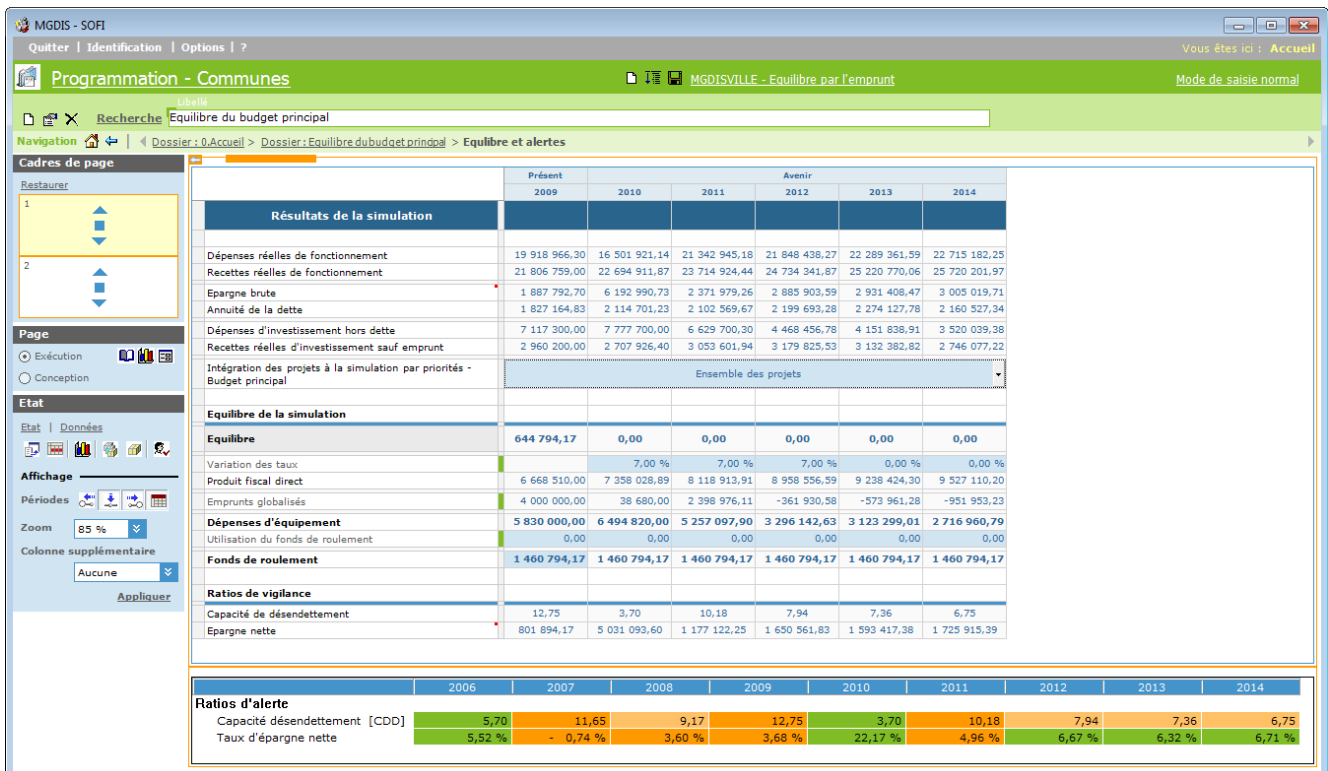 MGDIS - SOFI
Quitter | Identification | Options | ?
Vous êtes ici : Accueil
Programmation - Communes
MGDISVILLE - Equilibre par l'emprunt
Mode de saisie normal
Libellé
Recherche Equilibre du budget principal
Navigation Dossier : 0.Accueil > Dossier : Equilibre dubudget principal > Equlibre et alertes
Cadres de page
Restaurer
1
2
Page
Exécution
Conception
Etat
Etat | Données
Affichage
Périodes
Zoom 85 %
Colonne supplémentaire
Aucune
Appliquer
Présent Avenir
2009 2010 2011 2012 2013 2014
Résultats de la simulation
Dépenses réelles de fonctionnement 19 918 966,30 16 501 921,14 21 342 945,18 21 848 438,27 22 289 361,59 22 715 182,25
Recettes réelles de fonctionnement 21 806 759,00 22 694 911,87 23 714 924,44 24 734 341,87 25 220 770,06 25 720 201,97
Epargne brute 1 887 792,70 6 192 990,73 2 371 979,26 2 885 903,59 2 931 408,47 3 005 019,71
Annuité de la dette 1 827 164,83 2 114 701,23 2 102 569,67 2 199 693,28 2 274 127,78 2 160 527,34
Dépenses d'investissement hors dette 7 117 300,00 7 777 700,00 6 629 700,30 4 468 456,78 4 151 838,91 3 520 039,38
Recettes réelles d'investissement sauf emprunt 2 960 200,00 2 707 926,40 3 053 601,94 3 179 825,53 3 132 382,82 2 746 077,22
Intégration des projets à la simulation par priorités -
Budget principal
Ensemble des projets
Equilibre de la simulation
Equilibre 644 794,17 0,00 0,00 0,00 0,00 0,00
Variation des taux 7,00 % 7,00 % 7,00 % 0,00 % 0,00 %
Produit fiscal direct 6 668 510,00 7 358 028,89 8 118 913,91 8 958 556,59 9 238 424,30 9 527 110,20
Emprunts globalisés 4 000 000,00 38 680,00 2 398 976,11 -361 930,58 -573 961,28 -951 953,23
Dépenses d'équipement 5 830 000,00 6 494 820,00 5 257 097,90 3 296 142,63 3 123 299,01 2 716 960,79
Utilisation du fonds de roulement 0,00 0,00 0,00 0,00 0,00 0,00
Fonds de roulement 1 460 794,17 1 460 794,17 1 460 794,17 1 460 794,17 1 460 794,17 1 460 794,17
Ratios de vigilance
Capacité de désendettement 12,75 3,70 10,18 7,94 7,36 6,75
Epargne nette 801 894,17 5 031 093,60 1 177 122,25 1 650 561,83 1 593 417,38 1 725 915,39
2006 2007 2008 2009 2010 2011 2012 2013 2014
Ratios d'alerte
Capacité désendettement [CDD] 5,70 11,65 9,17 12,75 3,70 10,18 7,94 7,36 6,75
Taux d'épargne nette 5,52 % - 0,74 % 3,60 % 3,68 % 22,17 % 4,96 % 6,67 % 6,32 % 6,71 %